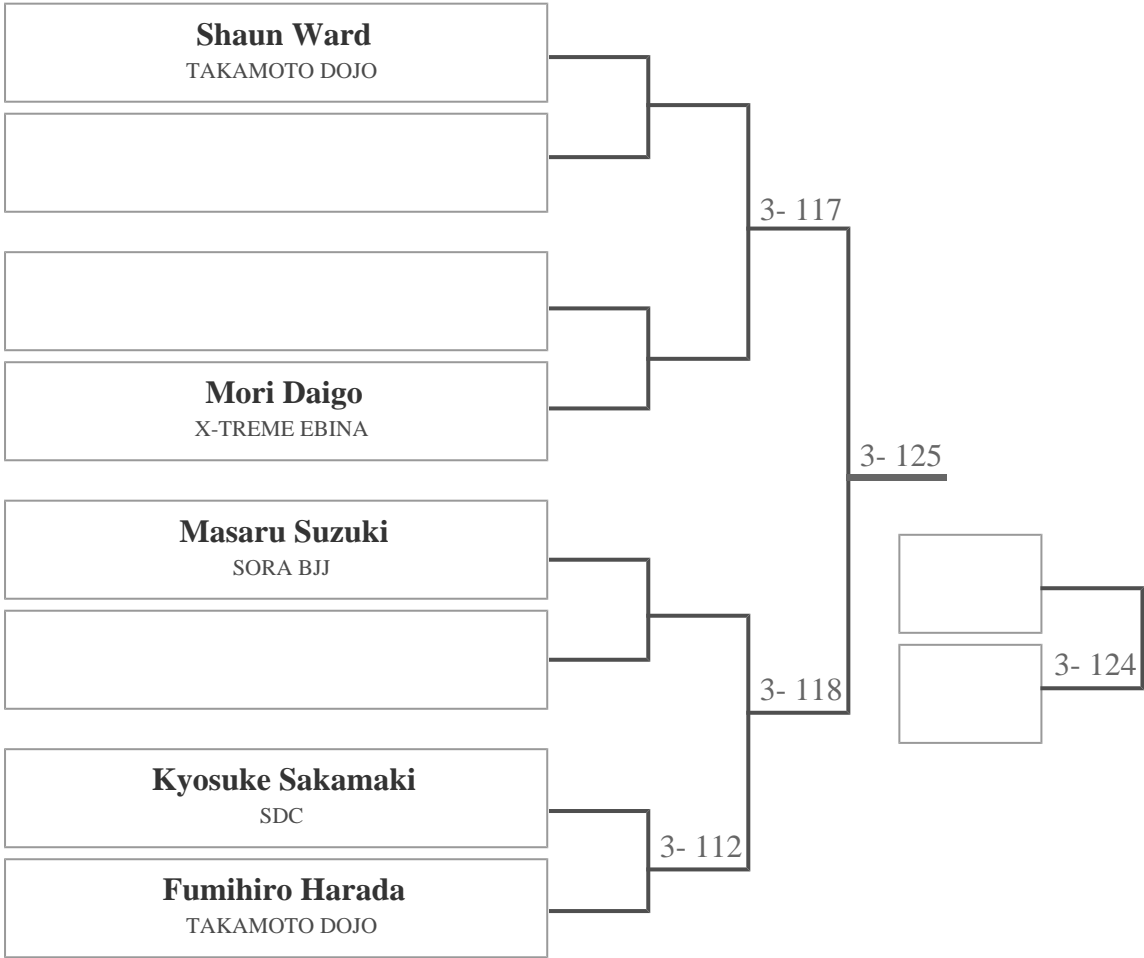 Shaun Ward
TAKAMOTO DOJO
3- 117
Mori Daigo
X-TREME EBINA
3- 125
Masaru Suzuki
SORA BJJ
3- 124
3- 118
Kyosuke Sakamaki
SDC
3- 112
Fumihiro Harada
TAKAMOTO DOJO